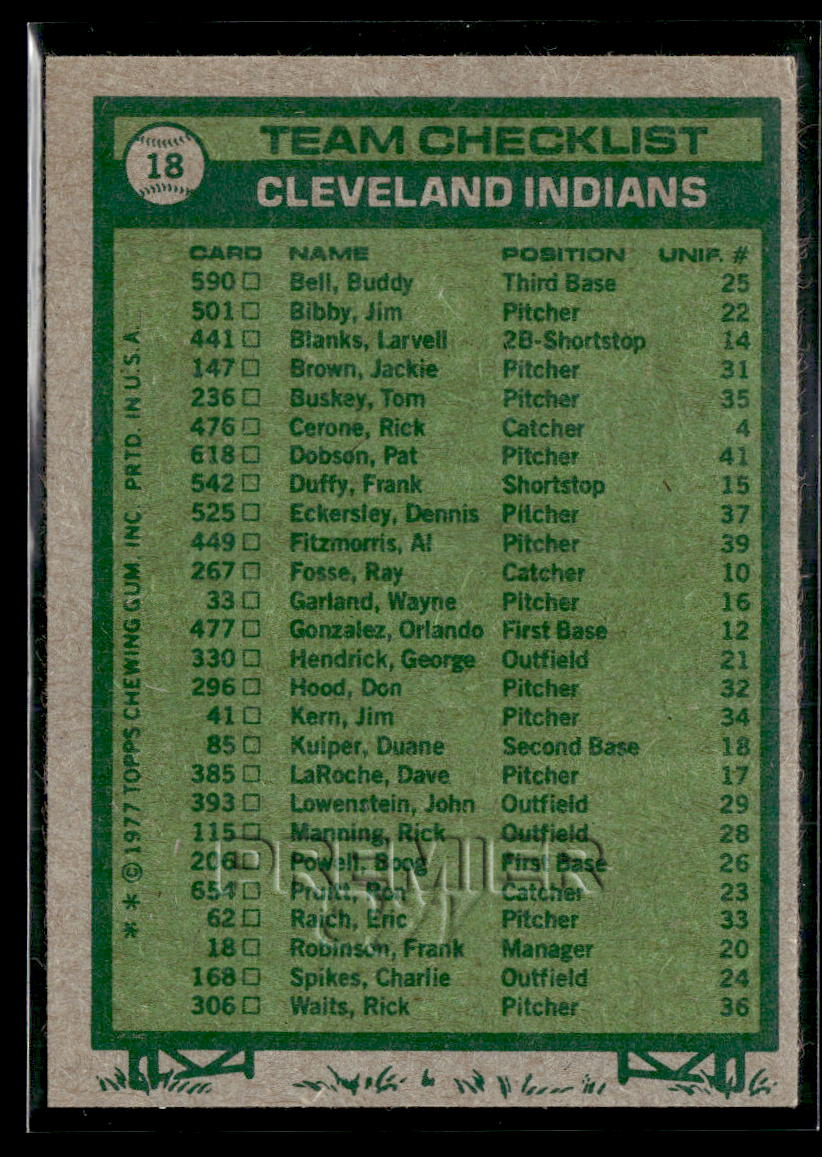 18
TEAM CHECKLIST
CLEVELAND INDIANS
CARD NAME POSITION UNIF. #
590 Bell, Buddy Third Base 25
501 Bibby, Jim Pitcher 22
441 Blanks, Larvell 2B-Shortstop 14
147 Brown, Jackie Pitcher 31
236 Buskey, Tom Pitcher 35
476 Cerone, Rick Catcher 4
618 Dobson, Pat Pitcher 41
542 Duffy, Frank Shortstop 15
525 Eckersley, Dennis Pitcher 37
449 Fitzmorris, Al Pitcher 39
267 Fosse, Ray Catcher 10
33 Garland, Wayne Pitcher 16
477 Gonzalez, Orlando First Base 12
330 Hendrick, George Outfield 21
296 Hood, Don Pitcher 32
41 Kern, Jim Pitcher 34
85 Kuiper, Duane Second Base 18
385 LaRoche, Dave Pitcher 17
393 Lowenstein, John Outfield 29
115 Manning, Rick Outfield 28
206 Powell, Boog First Base 26
654 Pruitt, Ron Catcher 23
62 Raich, Eric Pitcher 33
18 Robinson, Frank Manager 20
168 Spikes, Charlie Outfield 24
306 Waits, Rick Pitcher 36
* * © 1977 TOPPS CHEWING GUM, INC. PRTD. IN U.S.A.
PREMIER